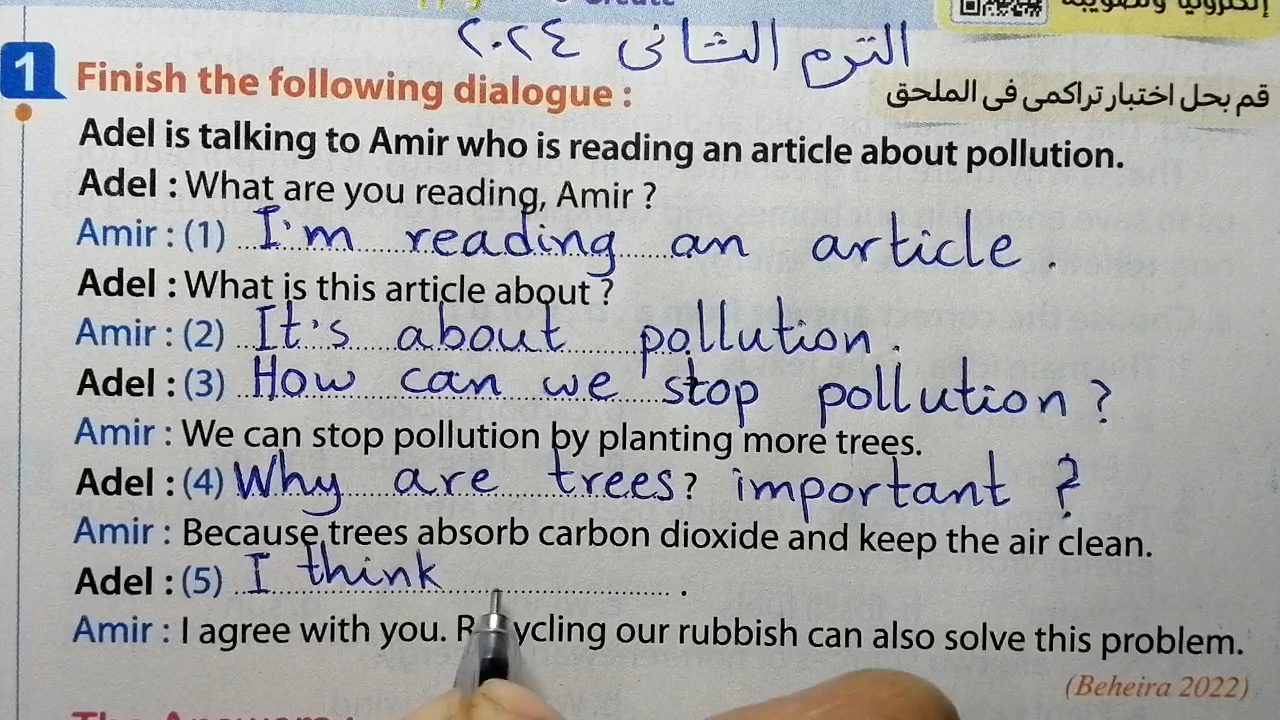 إلكترونيا وتصويبه
الترم الثانى ٢٠٢٤
1 Finish the following dialogue :
قم بحل اختبار تراكمى فى الملحق
Adel is talking to Amir who is reading an article about pollution.
Adel : What are you reading, Amir ?
Amir : (1) I'm reading an article.
Adel : What is this article about ?
Amir : (2) It's about pollution.
Adel : (3) How can we stop pollution ?
Amir : We can stop pollution by planting more trees.
Adel : (4) Why are trees? important ?
Amir : Because trees absorb carbon dioxide and keep the air clean.
Adel : (5) I think .
Amir : I agree with you. R ycling our rubbish can also solve this problem.
(Beheira 2022)